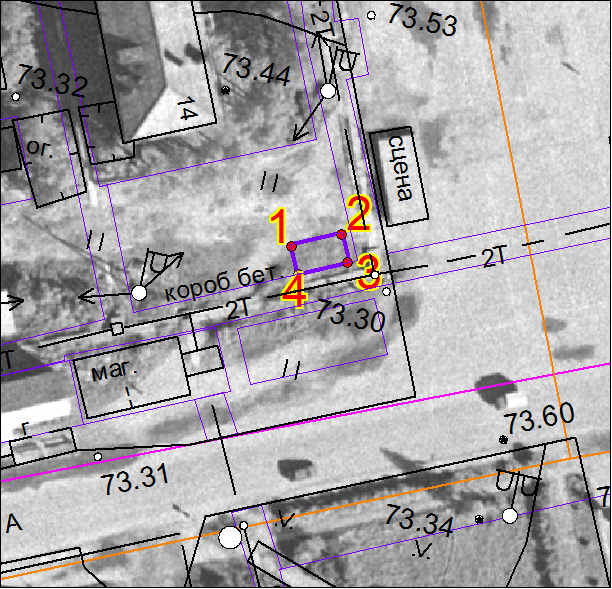 2Т
73.53
73.44
73.32
14
ог.
сцена
1
2
2Т
3
короб бет.
4
2Т
73.30
Т
маг.
г
73.60
73.31
73.34
7
А